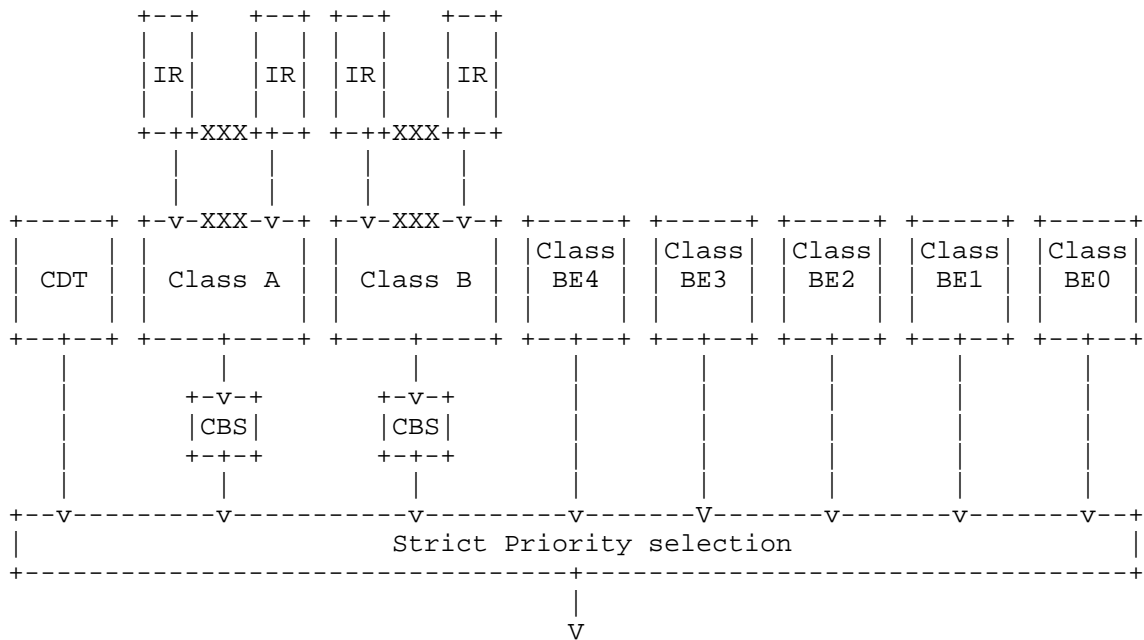 IR IR IR IR
XXX XXX
XXX XXX
Class Class Class Class Class
CDT Class A Class B BE4 BE3 BE2 BE1 BE0
CBS CBS
v v v v V v v v
Strict Priority selection
V